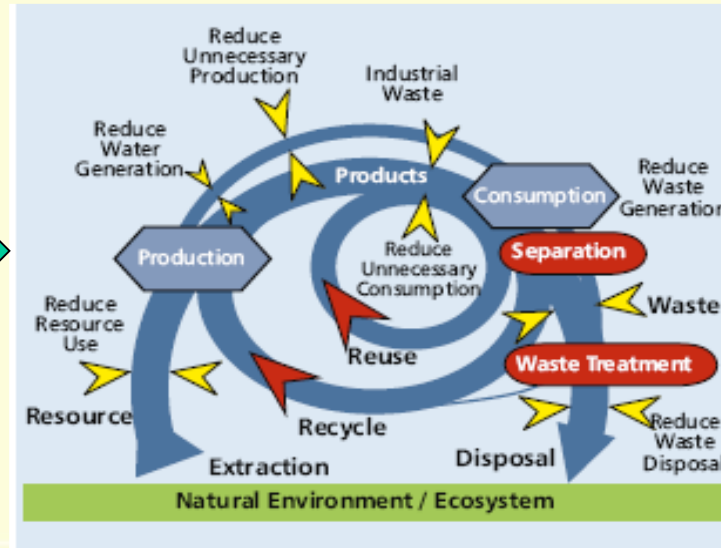 Reduce
Unnecessary
Production
Industrial
Waste
Reduce
Water
Generation
Products
Consumption
Reduce
Waste
Generation
Production
Reduce
Unnecessary
Consumption
Separation
Reduce
Resource
Use
Waste
Reuse
Waste Treatment
Resource
Recycle
Reduce
Waste
Disposal
Extraction
Disposal
Natural Environment / Ecosystem